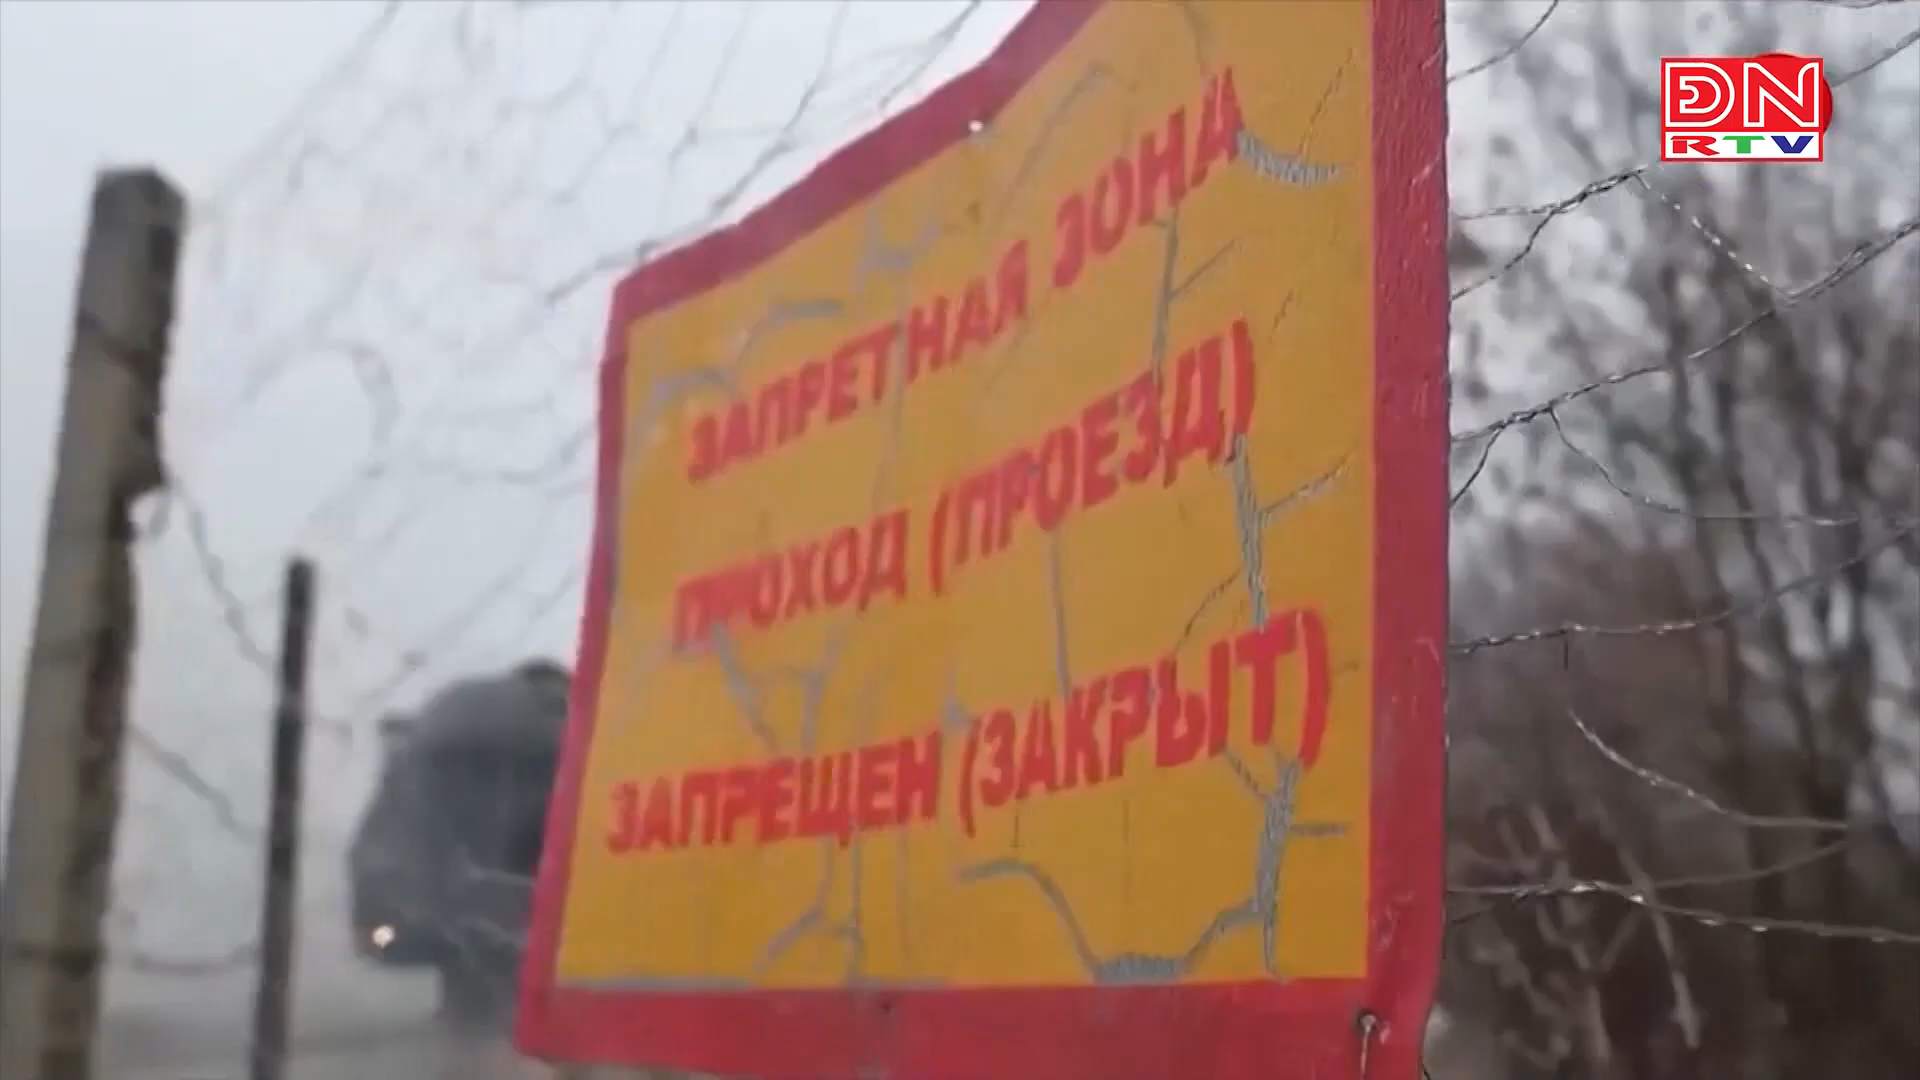 ĐN
RTV
ЗАПРЕТНАЯ ЗОНА
ПРОХОД (ПРОЕЗД)
ЗАПРЕЩЕН (ЗАКРЫТ)